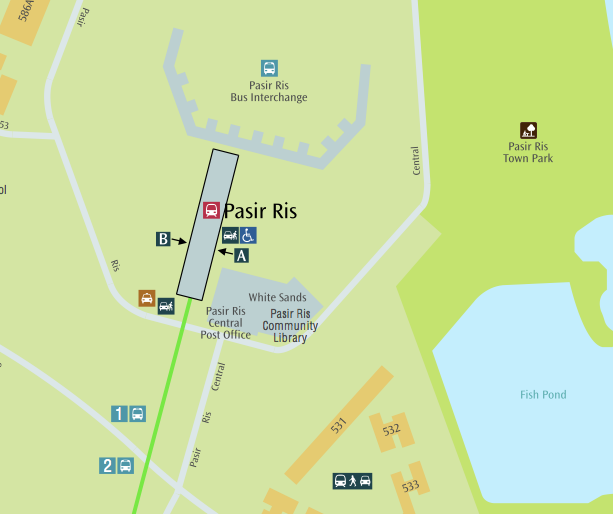 586A
Pasir
Pasir Ris
Bus Interchange
53
Central
Pasir Ris
Town Park
ol
Pasir Ris
B
A
Ris
White Sands
Pasir Ris
Central
Post Office
Pasir Ris
Community
Library
Central
Ris
Pasir
Fish Pond
1
2
531
532
533